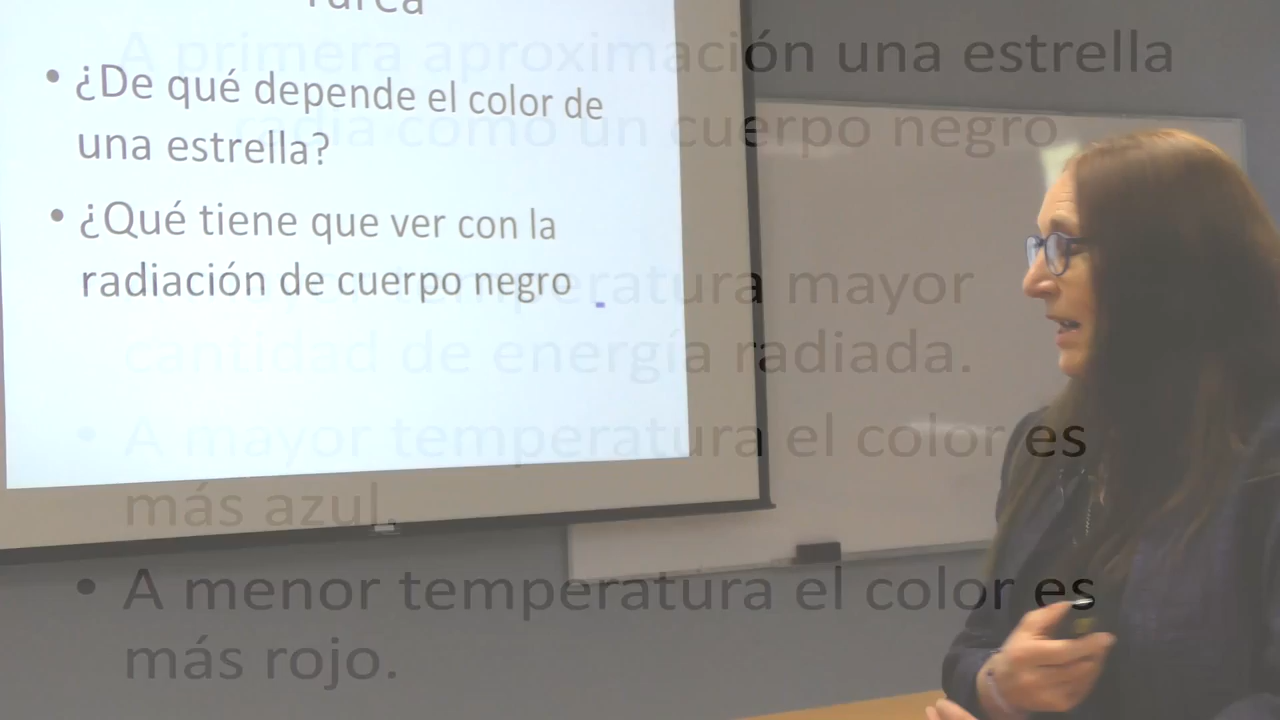 Tarea
• ¿De qué depende el color de
una estrella?
• ¿Qué tiene que ver con la
radiación de cuerpo negro
A primera aproximación una estrella
radia como un cuerpo negro
temperatura mayor
cantidad de energía radiada.
• A mayor temperatura el color es
más azul.
• A menor temperatura el color es
más rojo.